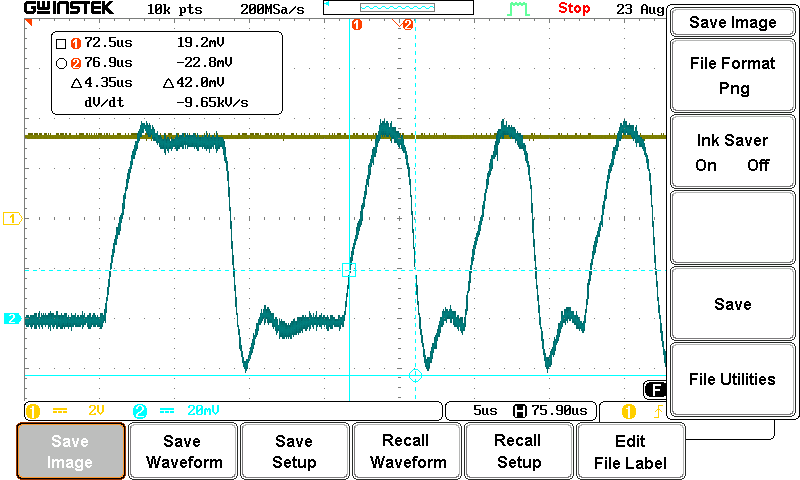 GWINSTEK 10k pts 200MSa/s Stop 23 Aug
1 2
1 72.5us 19.2mV
2 76.9us -22.8mV
△4.35us △42.0mV
dV/dt -9.65kV/s
1
2
F
1 2V 2 20mV 5us H 75.90us 1
Save Image
File Format
Png
Ink Saver
On Off
Save
File Utilities
Save
Image
Save
Waveform
Save
Setup
Recall
Waveform
Recall
Setup
Edit
File Label